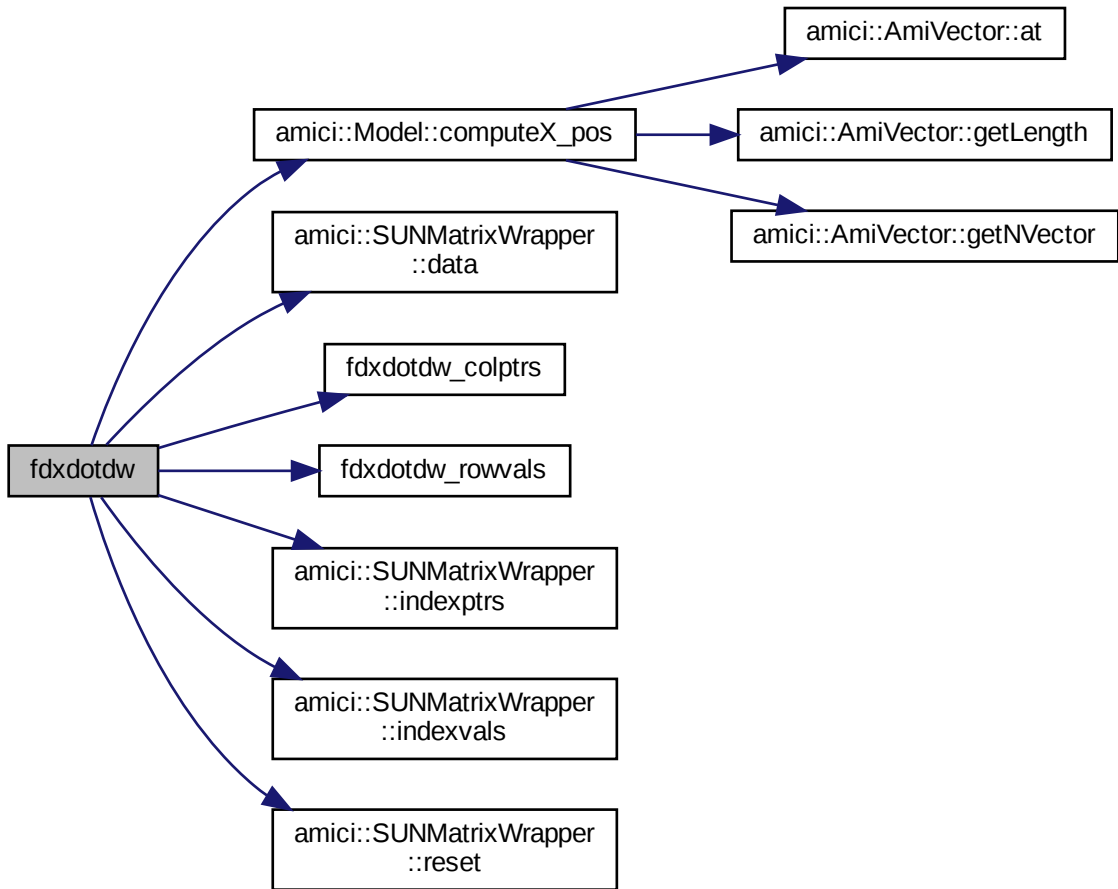 amici::AmiVector::at
amici::Model::computeX_pos
amici::AmiVector::getLength
amici::AmiVector::getNVector
amici::SUNMatrixWrapper
::data
fdxdotdw_colptrs
fdxdotdw
fdxdotdw_rowvals
amici::SUNMatrixWrapper
::indexptrs
amici::SUNMatrixWrapper
::indexvals
amici::SUNMatrixWrapper
::reset